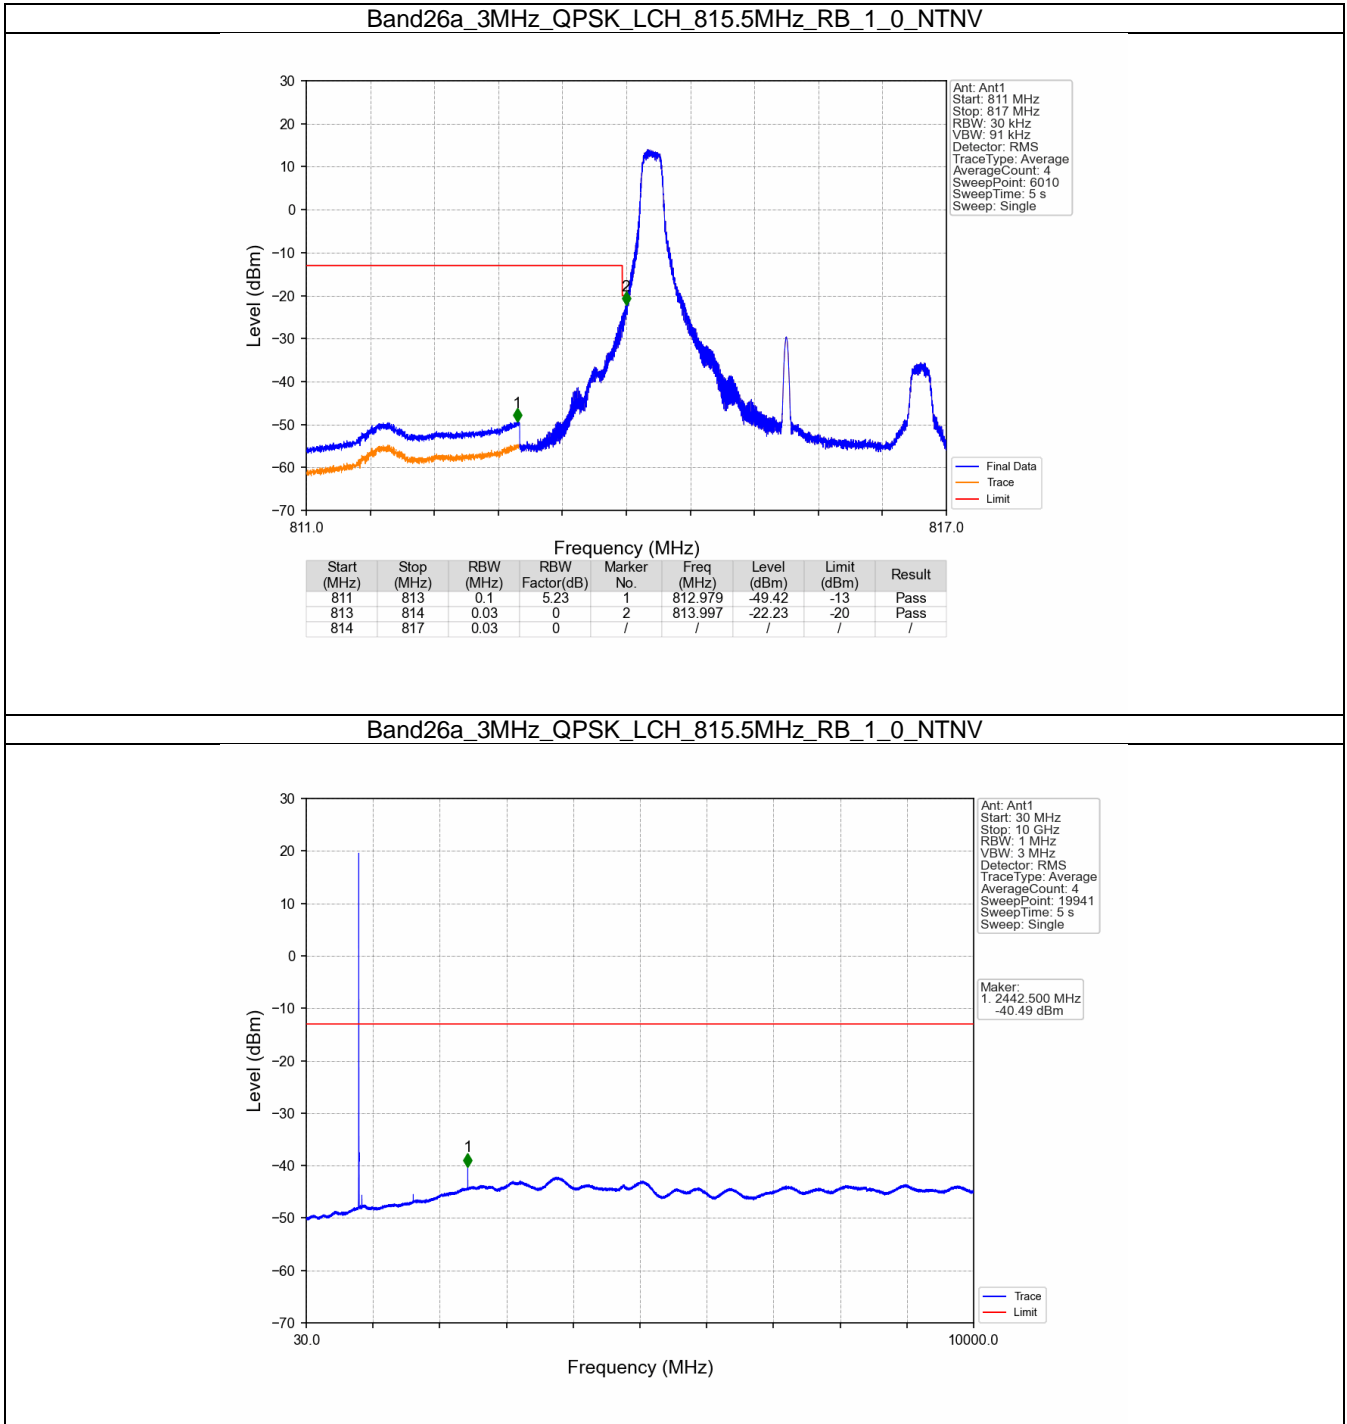 Band26a_3MHz_QPSK_LCH_815.5MHz_RB_1_0_NTNV
30
20
10
0
−10
−20
−30
−40
−50
−60
−70
Level (dBm)
1
2
811.0
817.0
Frequency (MHz)
Ant: Ant1
Start: 811 MHz
Stop: 817 MHz
RBW: 30 kHz
VBW: 91 kHz
Detector: RMS
TraceType: Average
AverageCount: 4
SweepPoint: 6010
SweepTime: 5 s
Sweep: Single
Final Data
Trace
Limit
Start (MHz) Stop (MHz) RBW (MHz) RBW Factor(dB) Marker No. Freq (MHz) Level (dBm) Limit (dBm) Result
811 813 0.1 5.23 1 812.979 -49.42 -13 Pass
813 814 0.03 0 2 813.997 -22.23 -20 Pass
814 817 0.03 0 / / / / /
Band26a_3MHz_QPSK_LCH_815.5MHz_RB_1_0_NTNV
30
20
10
0
−10
−20
−30
−40
−50
−60
−70
Level (dBm)
1
30.0
10000.0
Frequency (MHz)
Ant: Ant1
Start: 30 MHz
Stop: 10 GHz
RBW: 1 MHz
VBW: 3 MHz
Detector: RMS
TraceType: Average
AverageCount: 4
SweepPoint: 19941
SweepTime: 5 s
Sweep: Single
Maker:
1. 2442.500 MHz
-40.49 dBm
Trace
Limit